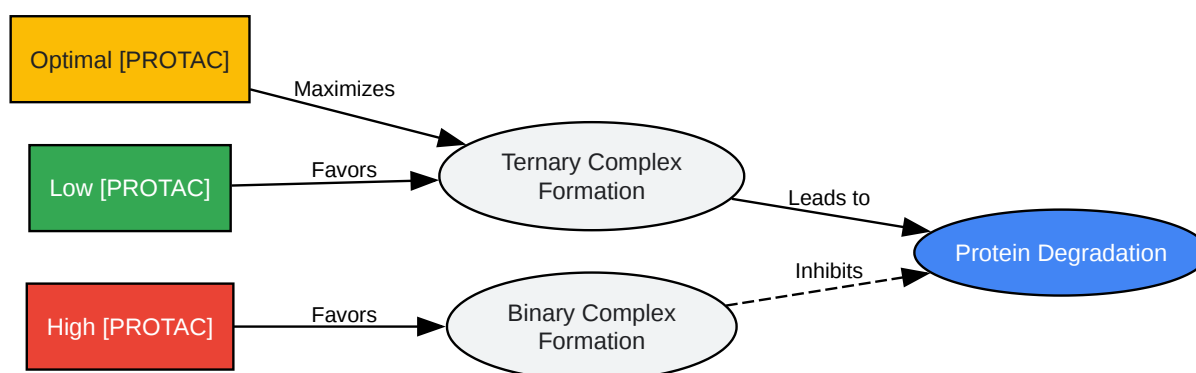 Optimal [PROTAC]
Maximizes
Low [PROTAC]
Favors
Ternary Complex
Formation
Leads to
Protein Degradation
High [PROTAC]
Favors
Binary Complex
Formation
Inhibits